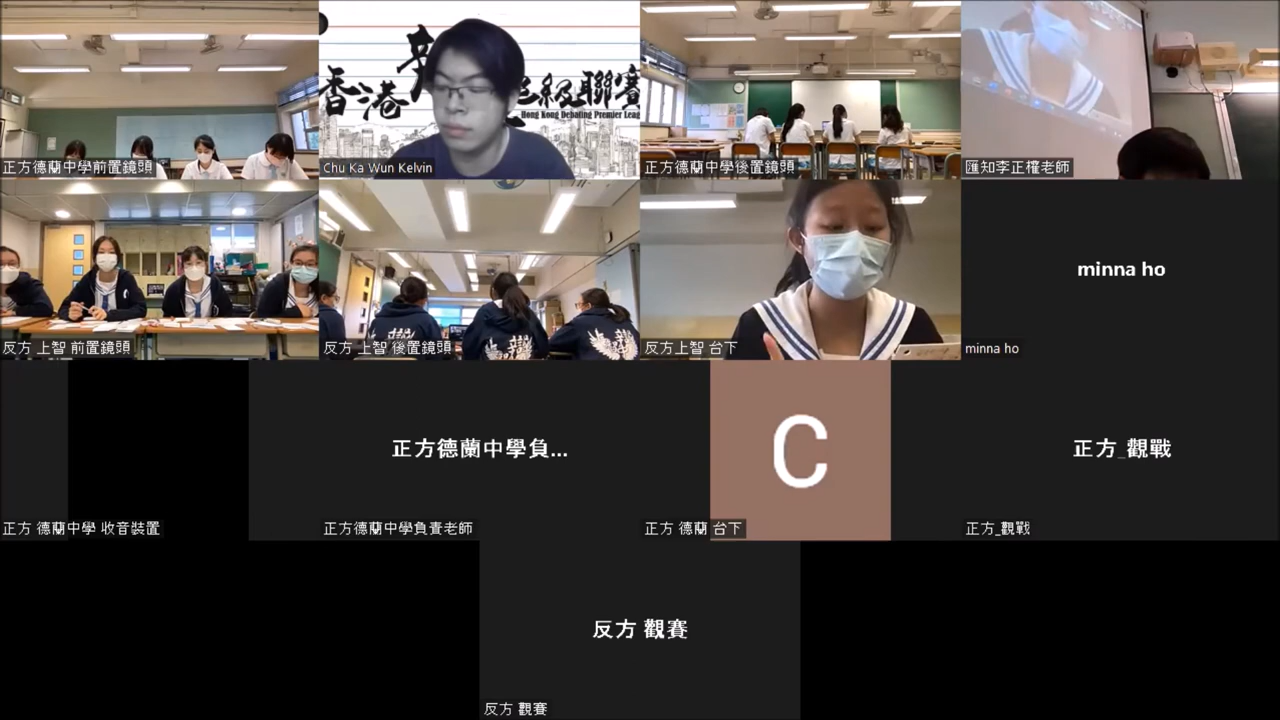 正方德蘭中學前置鏡頭
香港辯
級聯賽
Hong Kong Debating Premier Leag
Chu Ka Wun Kelvin
正方德蘭中學後置鏡頭
匯知李正權老師
反方 上智 前置鏡頭
辯
反方 上智 後置鏡頭
反方上智 台下
minna ho
minna ho
正方 德蘭中學 收音裝置
正方德蘭中學負...
正方德蘭中學負責老師
C
正方 德蘭 台下
正方_觀戰
正方_觀戰
反方 觀賽
反方 觀賽